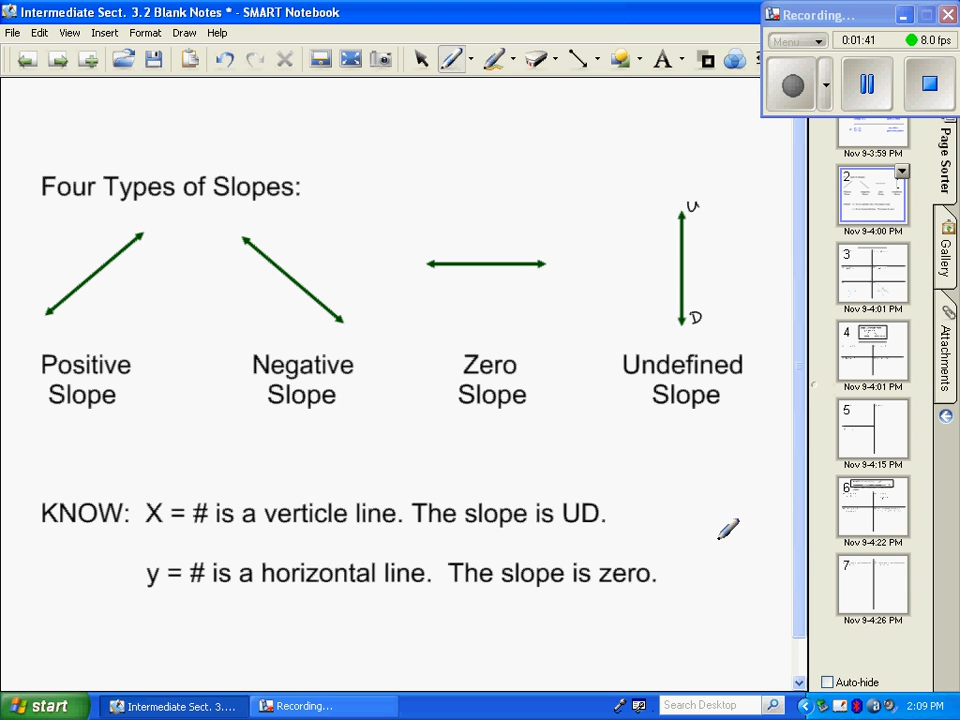 Intermediate Sect. 3.2 Blank Notes * - SMART Notebook
Recording...
File Edit View Insert Format Draw Help
Menu
0:01:41
8.0 fps
Nov 9-3:59 PM
Page Sorter
Gallery
Attachments
2
Nov 9-4:00 PM
3
Nov 9-4:01 PM
4
Nov 9-4:01 PM
5
Nov 9-4:15 PM
6
Nov 9-4:22 PM
7
Nov 9-4:26 PM
Four Types of Slopes:
U
D
Positive Slope
Negative Slope
Zero Slope
Undefined Slope
KNOW: X = # is a verticle line. The slope is UD.
y = # is a horizontal line. The slope is zero.
Auto-hide
start
Intermediate Sect. 3....
Recording...
Search Desktop
2:09 PM